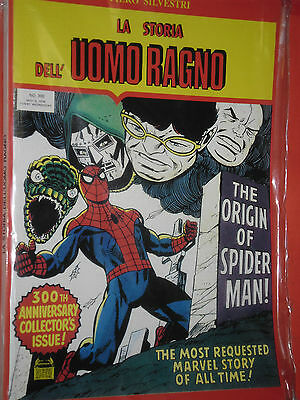 PIERO SILVESTRI
LA STORIA
DELL' UOMO RAGNO
THE
ORIGIN
OF
SPIDER
MAN!
300TH
ANNIVERSARY
COLLECTOR'S
ISSUE!
THE MOST REQUESTED
MARVEL STORY
OF ALL TIME!